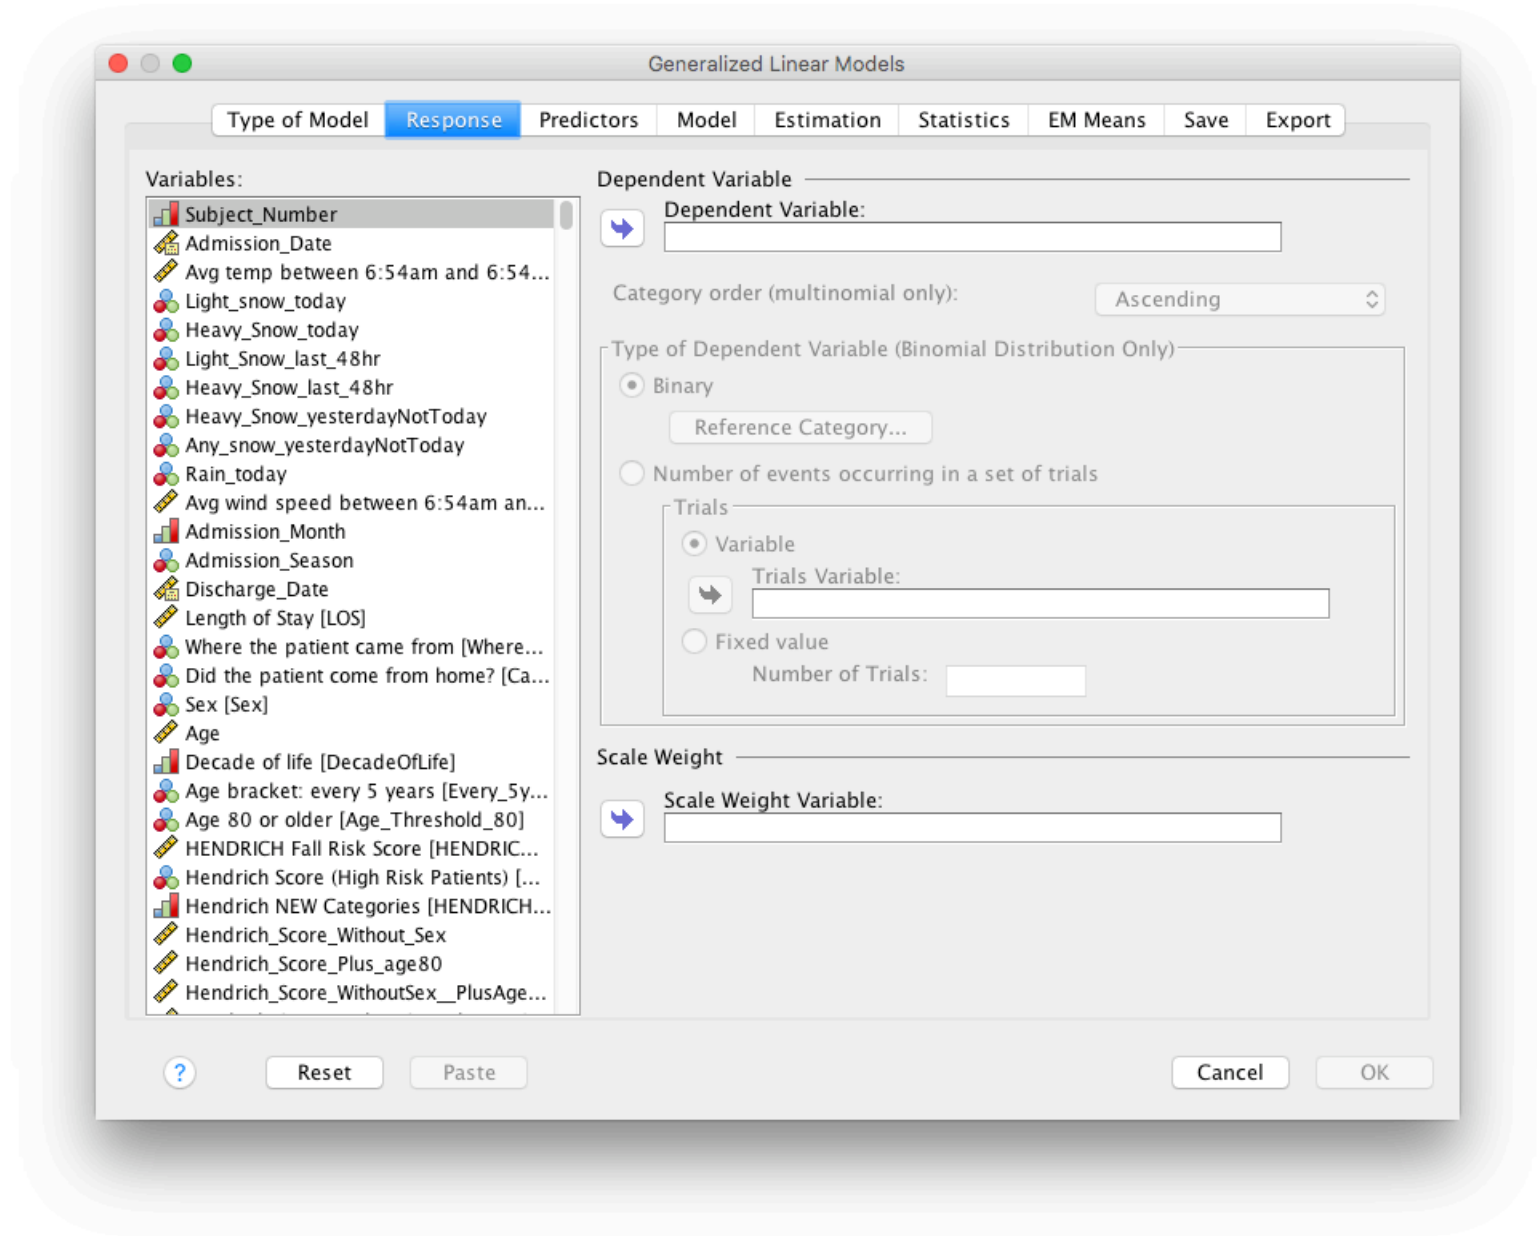 Generalized Linear Models
Type of Model Response Predictors Model Estimation Statistics EM Means Save Export
Variables:
Subject_Number
Admission_Date
Avg temp between 6:54am and 6:54...
Light_snow_today
Heavy_Snow_today
Light_Snow_last_48hr
Heavy_Snow_last_48hr
Heavy_Snow_yesterdayNotToday
Any_snow_yesterdayNotToday
Rain_today
Avg wind speed between 6:54am an...
Admission_Month
Admission_Season
Discharge_Date
Length of Stay [LOS]
Where the patient came from [Where...
Did the patient come from home? [Ca...
Sex [Sex]
Age
Decade of life [DecadeOfLife]
Age bracket: every 5 years [Every_5y...
Age 80 or older [Age_Threshold_80]
HENDRICH Fall Risk Score [HENDRIC...
Hendrich Score (High Risk Patients) [...
Hendrich NEW Categories [HENDRICH...
Hendrich_Score_Without_Sex
Hendrich_Score_Plus_age80
Hendrich_Score_WithoutSex__PlusAge...
Dependent Variable
Dependent Variable:
Category order (multinomial only):
Ascending
Type of Dependent Variable (Binomial Distribution Only)
Binary
Reference Category...
Number of events occurring in a set of trials
Trials
Variable
Trials Variable:
Fixed value
Number of Trials:
Scale Weight
Scale Weight Variable:
? Reset Paste Cancel OK